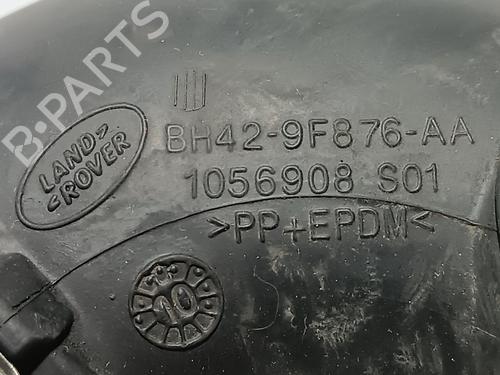 LAND
ROVER
BH42-9F876-AA
1056908 S01
>PP+EPDM<
10
B-PARTS